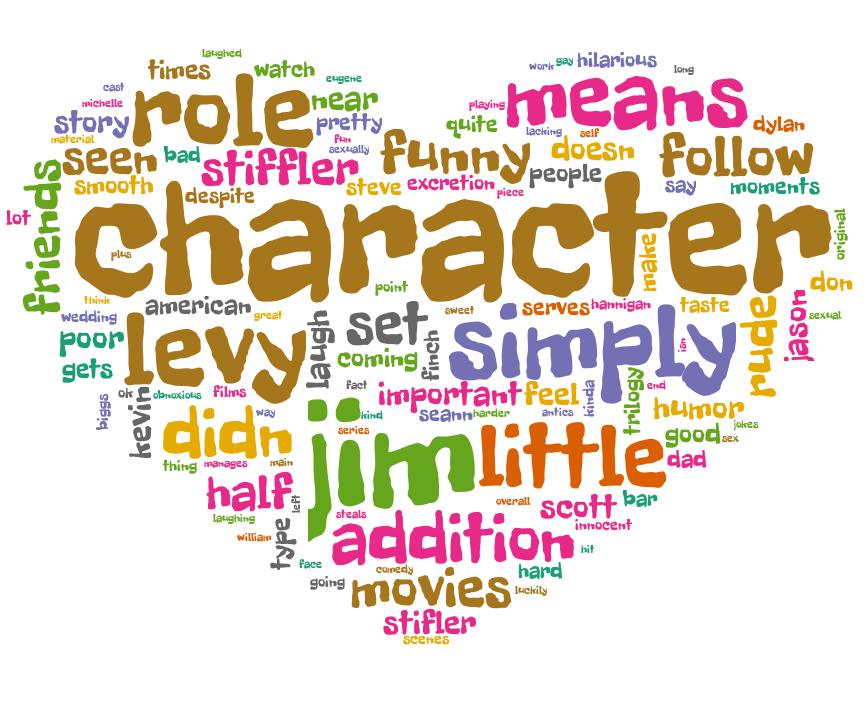 laughed
times
watch
eugene
work
gay
hilarious
long
cast
michelle
role
near
playing
means
story
pretty
quite
lacking
self
dylan
material
fun
sexually
seen
bad
stiffler
funny
doesn
follow
friends
smooth
despite
steve
excretion
piece
people
say
moments
lot
character
plus
original
point
make
don
think
american
great
set
sweet
serves
hannigan
taste
sexual
wedding
poor
levy
laugh
finch
simply
isn
rude
jason
gets
coming
fact
biggs
ok
kevin
obnoxious
films
important
feel
kinda
trilogy
end
humor
way
kind
seann
harder
antics
jokes
didn
series
jim
little
good
sex
thing
manages
main
dad
half
left
overall
scott
bar
laughing
steals
innocent
william
type
addition
hit
face
comedy
hard
going
movies
luckily
stifler
scenes